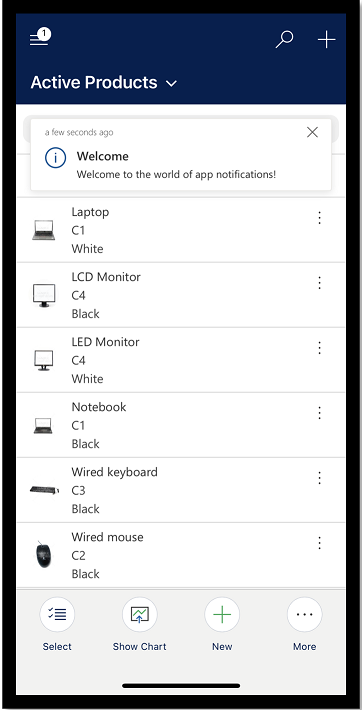 1
Active Products
a few seconds ago
Welcome
Welcome to the world of app notifications!
Laptop
C1
White
LCD Monitor
C4
Black
LED Monitor
C4
White
Notebook
C1
Black
Wired keyboard
C3
Black
Wired mouse
C2
Black
Select Show Chart New More